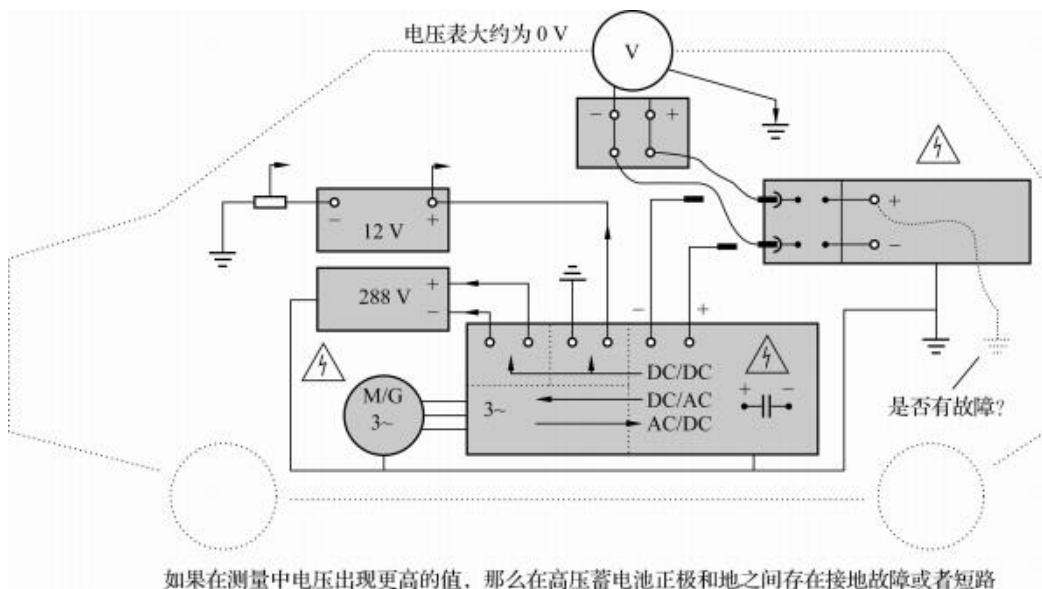 电压表大约为 0 V
V
− +
12 V
− +
288 V
+
−
+
−
− +
DC/DC
M/G
3~
3~
DC/AC
AC/DC
+ −
是否有故障?
如果在测量中电压出现更高的值，那么在高压蓄电池正极和地之间存在接地故障或者短路